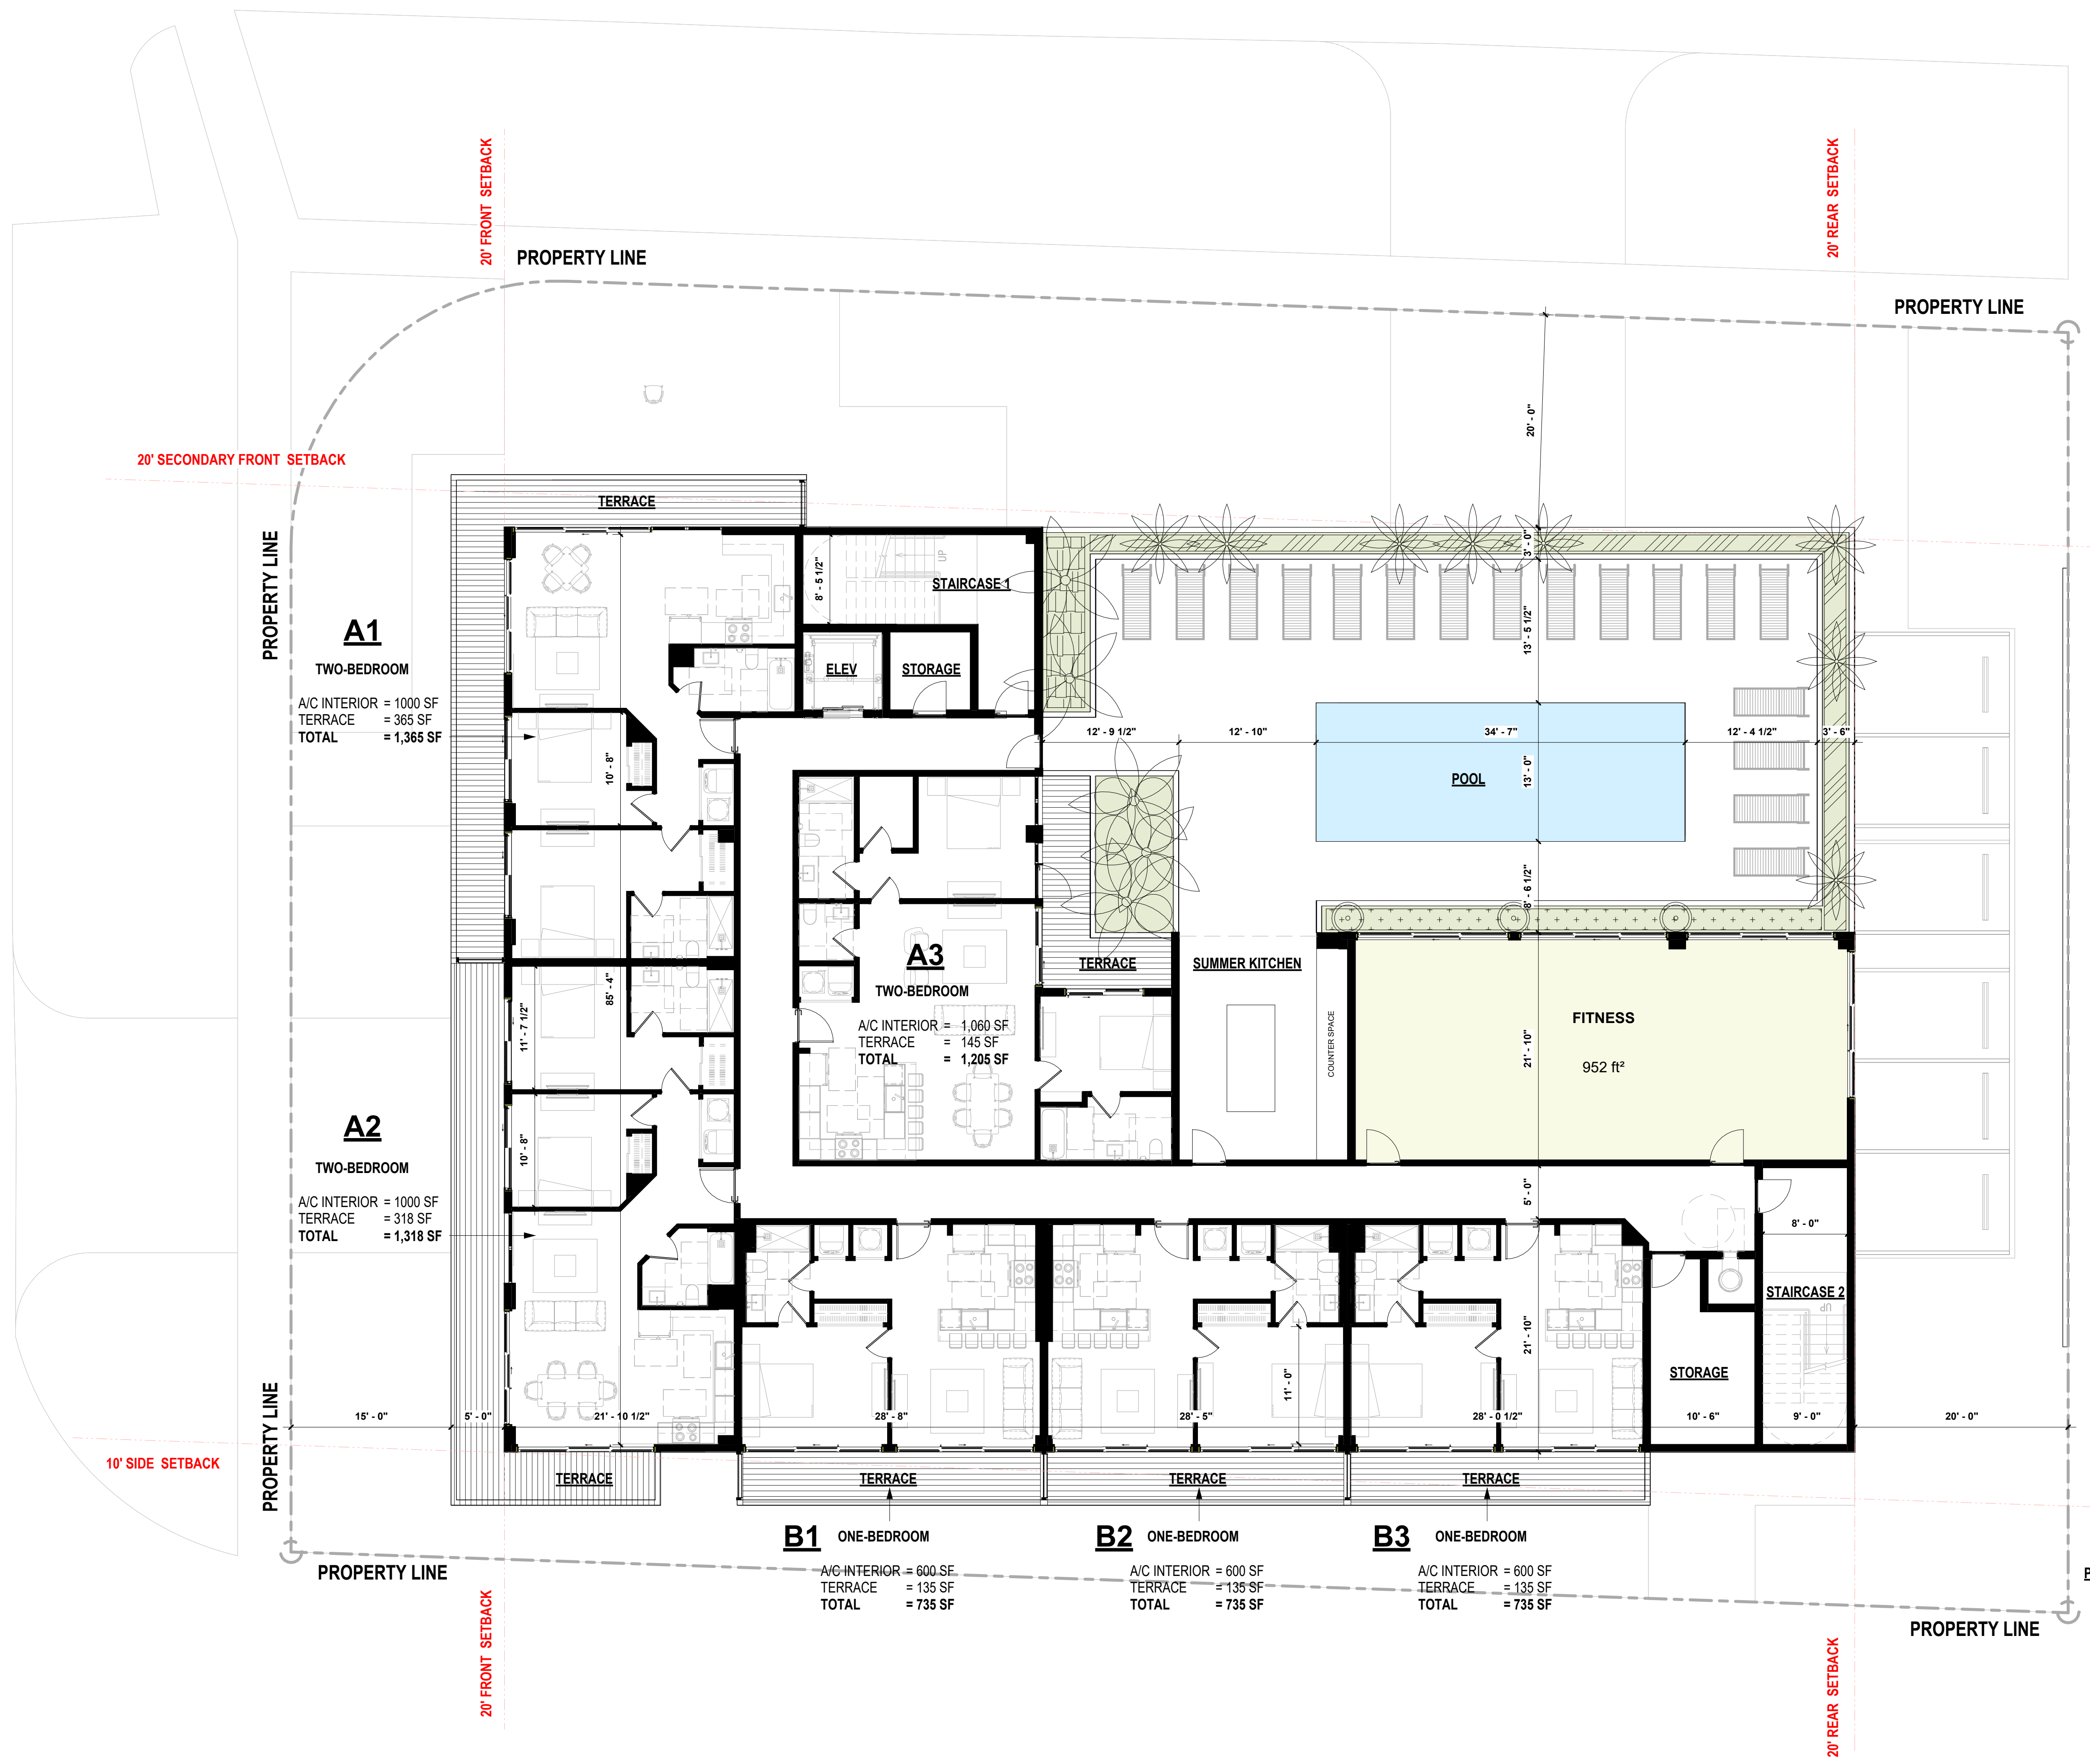 20' FRONT SETBACK
20' REAR SETBACK
PROPERTY LINE
PROPERTY LINE
20' - 0"
20' SECONDARY FRONT SETBACK
TERRACE
PROPERTY LINE
3' - 0"
UP
8' - 5 1/2"
STAIRCASE 1
A1
TWO-BEDROOM
A/C INTERIOR = 1000 SF
TERRACE = 365 SF
TOTAL = 1,365 SF
ELEV
STORAGE
13' - 5 1/2"
12' - 9 1/2"
12' - 10"
34' - 7"
12' - 4 1/2"
3' - 6"
10' - 8"
POOL
13' - 0"
8' - 6 1/2"
A3
TWO-BEDROOM
A/C INTERIOR = 1,060 SF
TERRACE = 145 SF
TOTAL = 1,205 SF
TERRACE
SUMMER KITCHEN
COUNTER SPACE
FITNESS
952 ft²
21' - 10"
85' - 4"
11' - 7 1/2"
10' - 8"
A2
TWO-BEDROOM
A/C INTERIOR = 1000 SF
TERRACE = 318 SF
TOTAL = 1,318 SF
5' - 0"
8' - 0"
STAIRCASE 2
UP
21' - 10"
STORAGE
11' - 0"
PROPERTY LINE
15' - 0"
5' - 0"
21' - 10 1/2"
28' - 8"
28' - 5"
28' - 0 1/2"
10' - 6"
9' - 0"
20' - 0"
10' SIDE SETBACK
TERRACE
TERRACE
TERRACE
TERRACE
B1 ONE-BEDROOM
A/C INTERIOR = 600 SF
TERRACE = 135 SF
TOTAL = 735 SF
B2 ONE-BEDROOM
A/C INTERIOR = 600 SF
TERRACE = 135 SF
TOTAL = 735 SF
B3 ONE-BEDROOM
A/C INTERIOR = 600 SF
TERRACE = 135 SF
TOTAL = 735 SF
PROPERTY LINE
PROPERTY LINE
20' FRONT SETBACK
20' REAR SETBACK